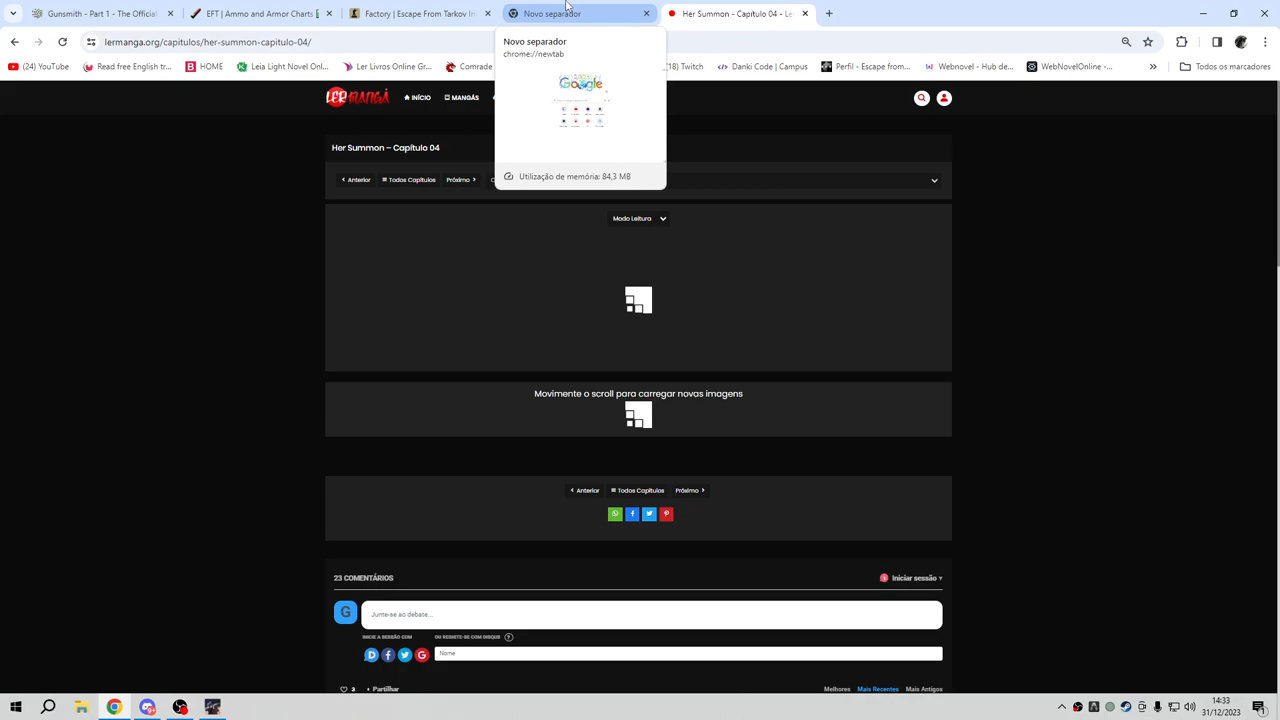 Gunsmith - Part 1 - The Official
EFT | Ammo and Armor Charts |
Factory | Escape From Tarkov In
Novo separador
Her Summon - Capítulo 04 - Le
lermanga.org/capitulos/her-summon-capitulo-04/
(24) YouTube
Read free english tr...
HOME
Leia Light Novel Onl...
Ler Livros Online Gr...
Comrade
(18) Twitch
Danki Code | Campus
Perfil - Escape from...
Webnovel - Hub de...
WebNovelOnline -
Todos os marcadores
Novo separador
chrome://newtab
Google
Utilização de memória: 84,3 MB
LER MANGÁ
INÍCIO
MANGÁS
Her Summon – Capítulo 04
Anterior
Todos Capítulos
Próximo
Modo Leitura
Movimente o scroll para carregar novas imagens
Anterior
Todos Capítulos
Próximo
23 COMENTÁRIOS
Iniciar sessão
G
Junte-se ao debate...
INICIE A SESSÃO COM
OU REGISTE-SE COM DISQUS ?
D
G
Nome
3
Partilhar
Melhores
Mais Recentes
Mais Antigos
14:33
31/12/2023